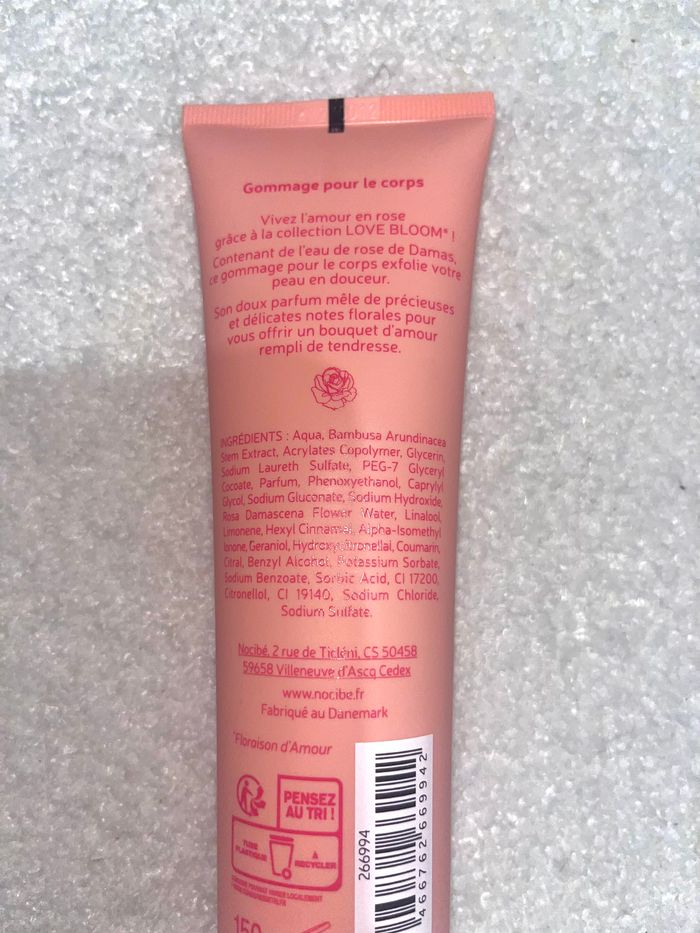 Gommage pour le corps
Vivez l'amour en rose
grâce à la collection LOVE BLOOM* !
Contenant de l'eau de rose de Damas,
ce gommage pour le corps exfolie votre
peau en douceur.
Son doux parfum mêle de précieuses
et délicates notes florales pour
vous offrir un bouquet d'amour
rempli de tendresse.
INGRÉDIENTS : Aqua, Bambusa Arundinacea
Stem Extract, Acrylates Copolymer, Glycerin,
Sodium Laureth Sulfate, PEG-7 Glyceryl
Cocoate, Parfum, Phenoxyethanol, Caprylyl
Glycol, Sodium Gluconate, Sodium Hydroxide,
Rosa Damascena Flower Water, Linalool,
Limonene, Hexyl Cinnamal, Alpha-Isomethyl
Ionone, Geraniol, Hydroxycitronellal, Coumarin,
Citral, Benzyl Alcohol, Potassium Sorbate,
Sodium Benzoate, Sorbic Acid, CI 17200,
Citronellol, CI 19140, Sodium Chloride,
Sodium Sulfate.
Nocibé, 2 rue de Ticléni, CS 50458
59658 Villeneuve d'Ascq Cedex
www.nocibe.fr
Fabriqué au Danemark
*Floraison d'Amour
PENSEZ
AU TRI !
TUBE
PLASTIQUE
À
RECYCLER
266994
466762669942
150